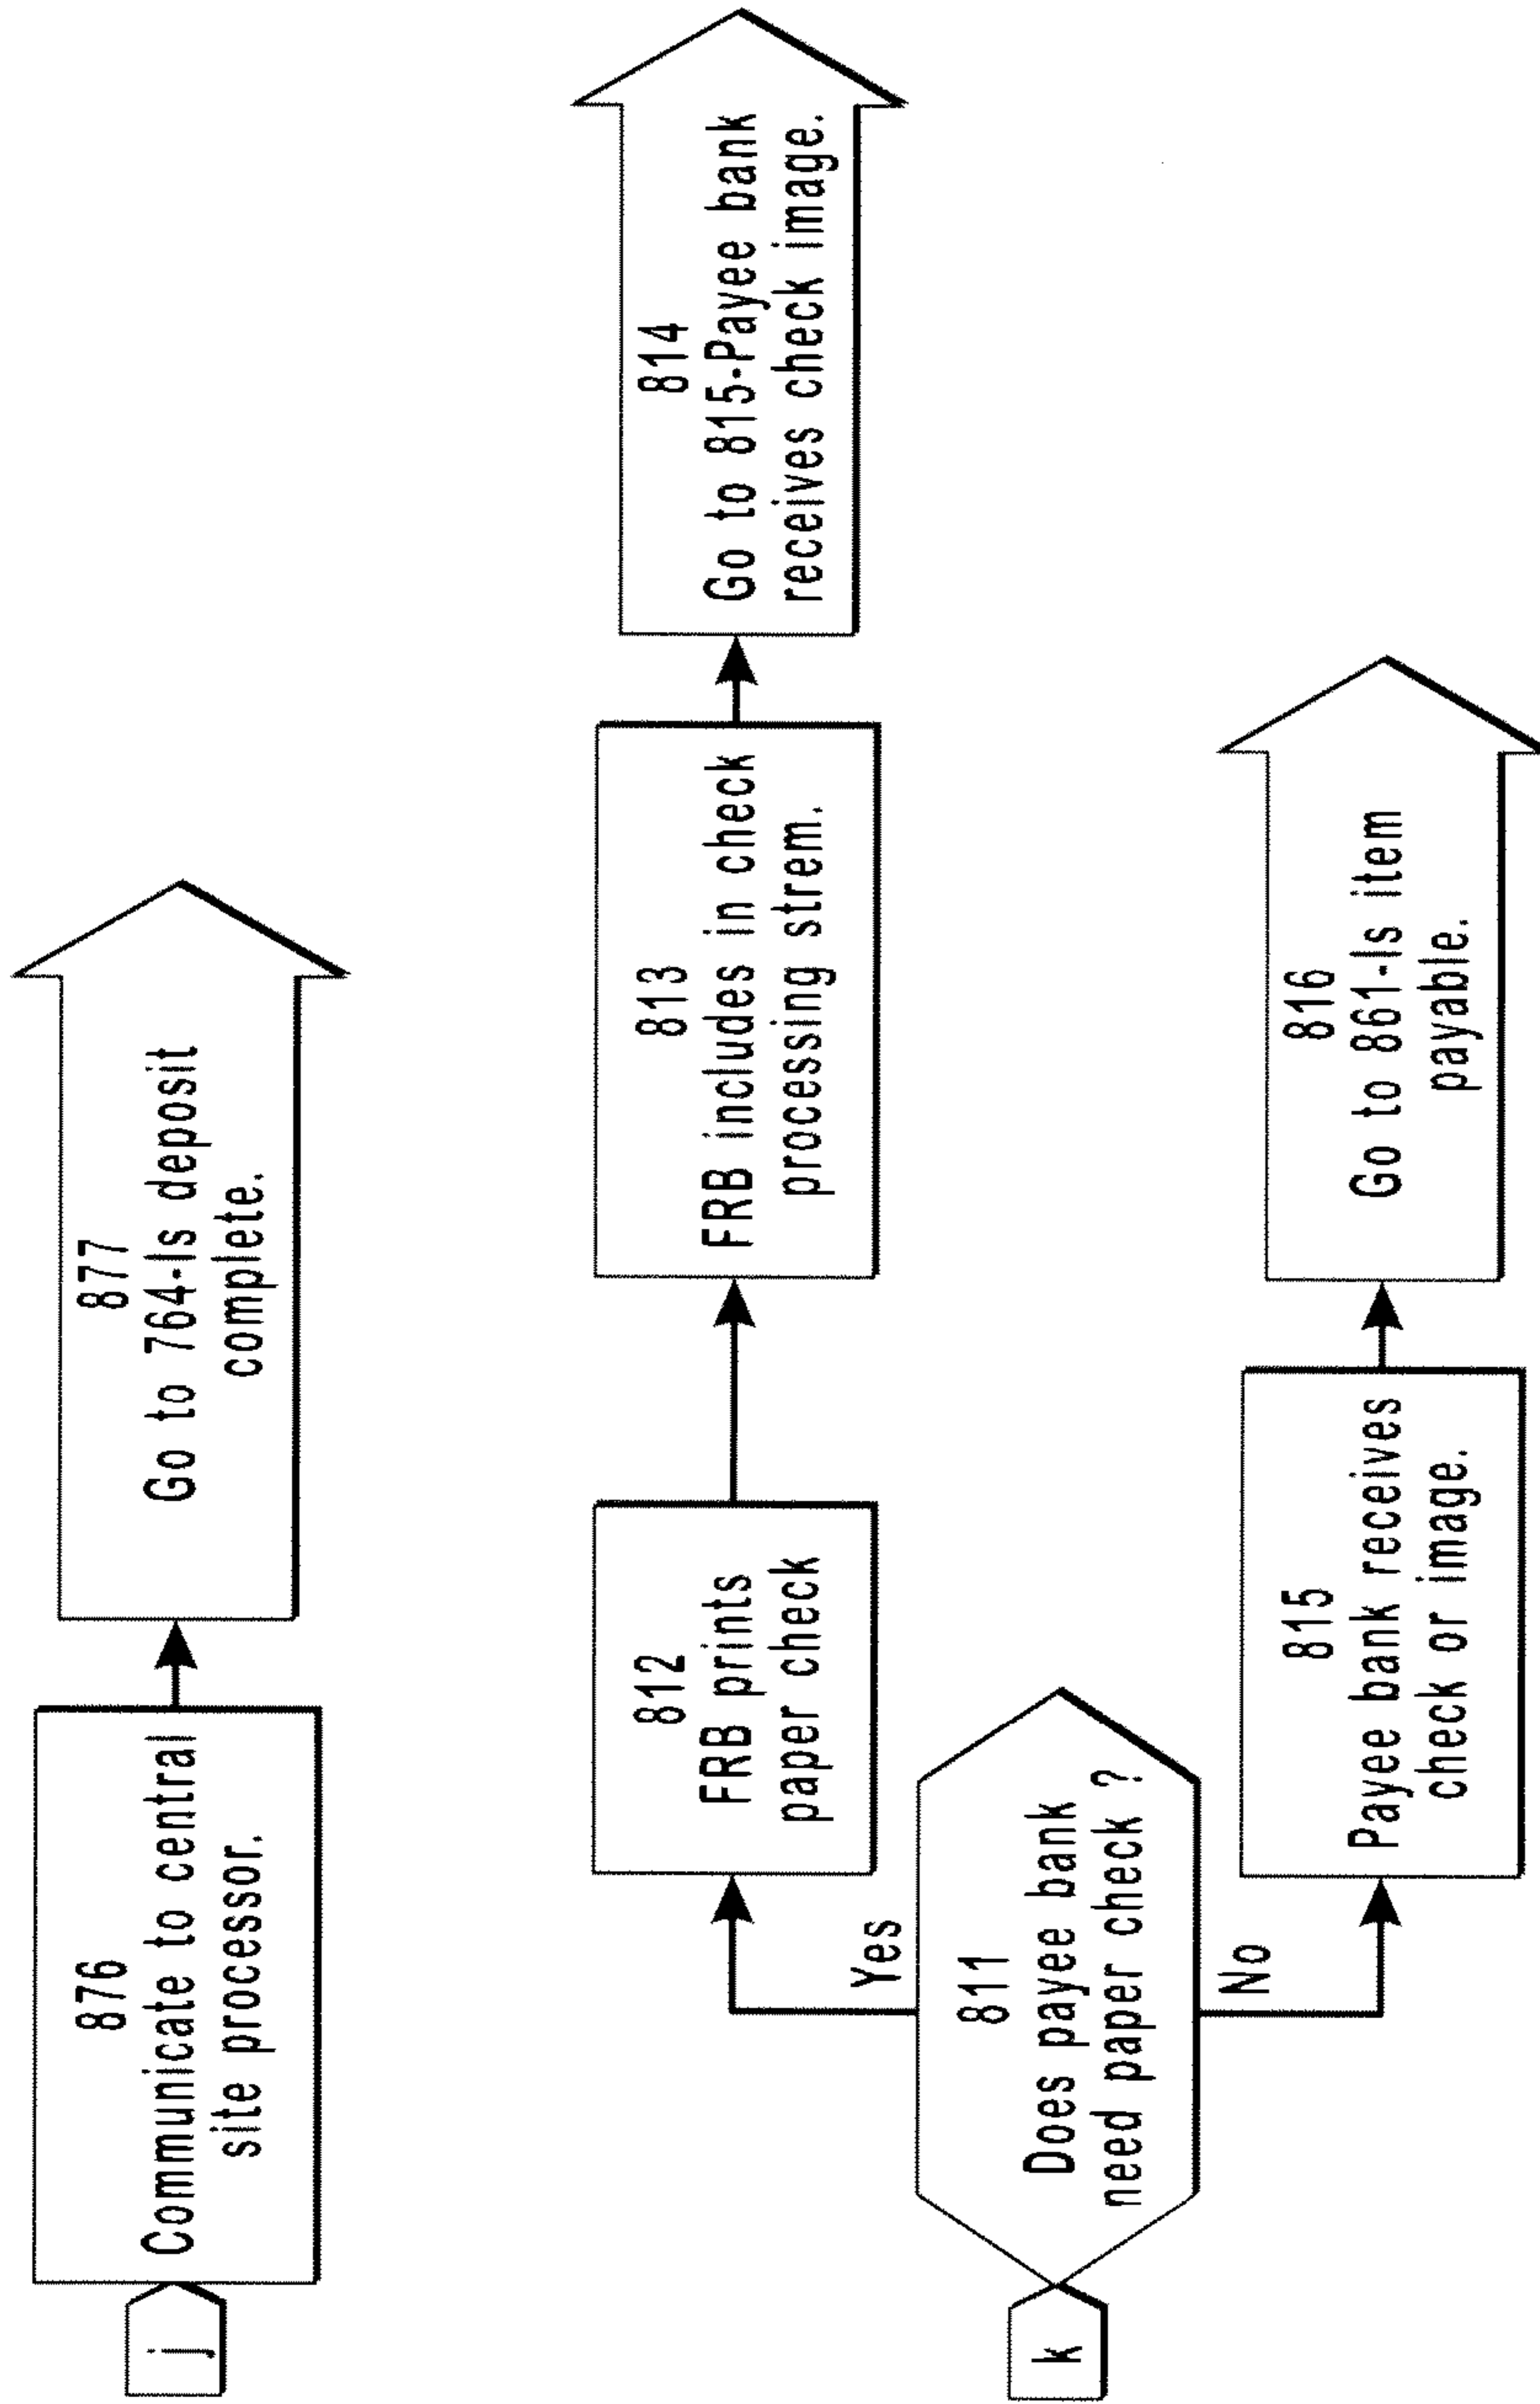 j
876
Communicate to central
site processor.
877
Go to 764-Is deposit
complete.
k
811
Does payee bank
need paper check ?
Yes
812
FRB prints
paper check
813
FRB includes in check
processing strem.
814
Go to 815-Payee bank
receives check image.
No
815
Payee bank receives
check or image.
816
Go to 861-Is item
payable.